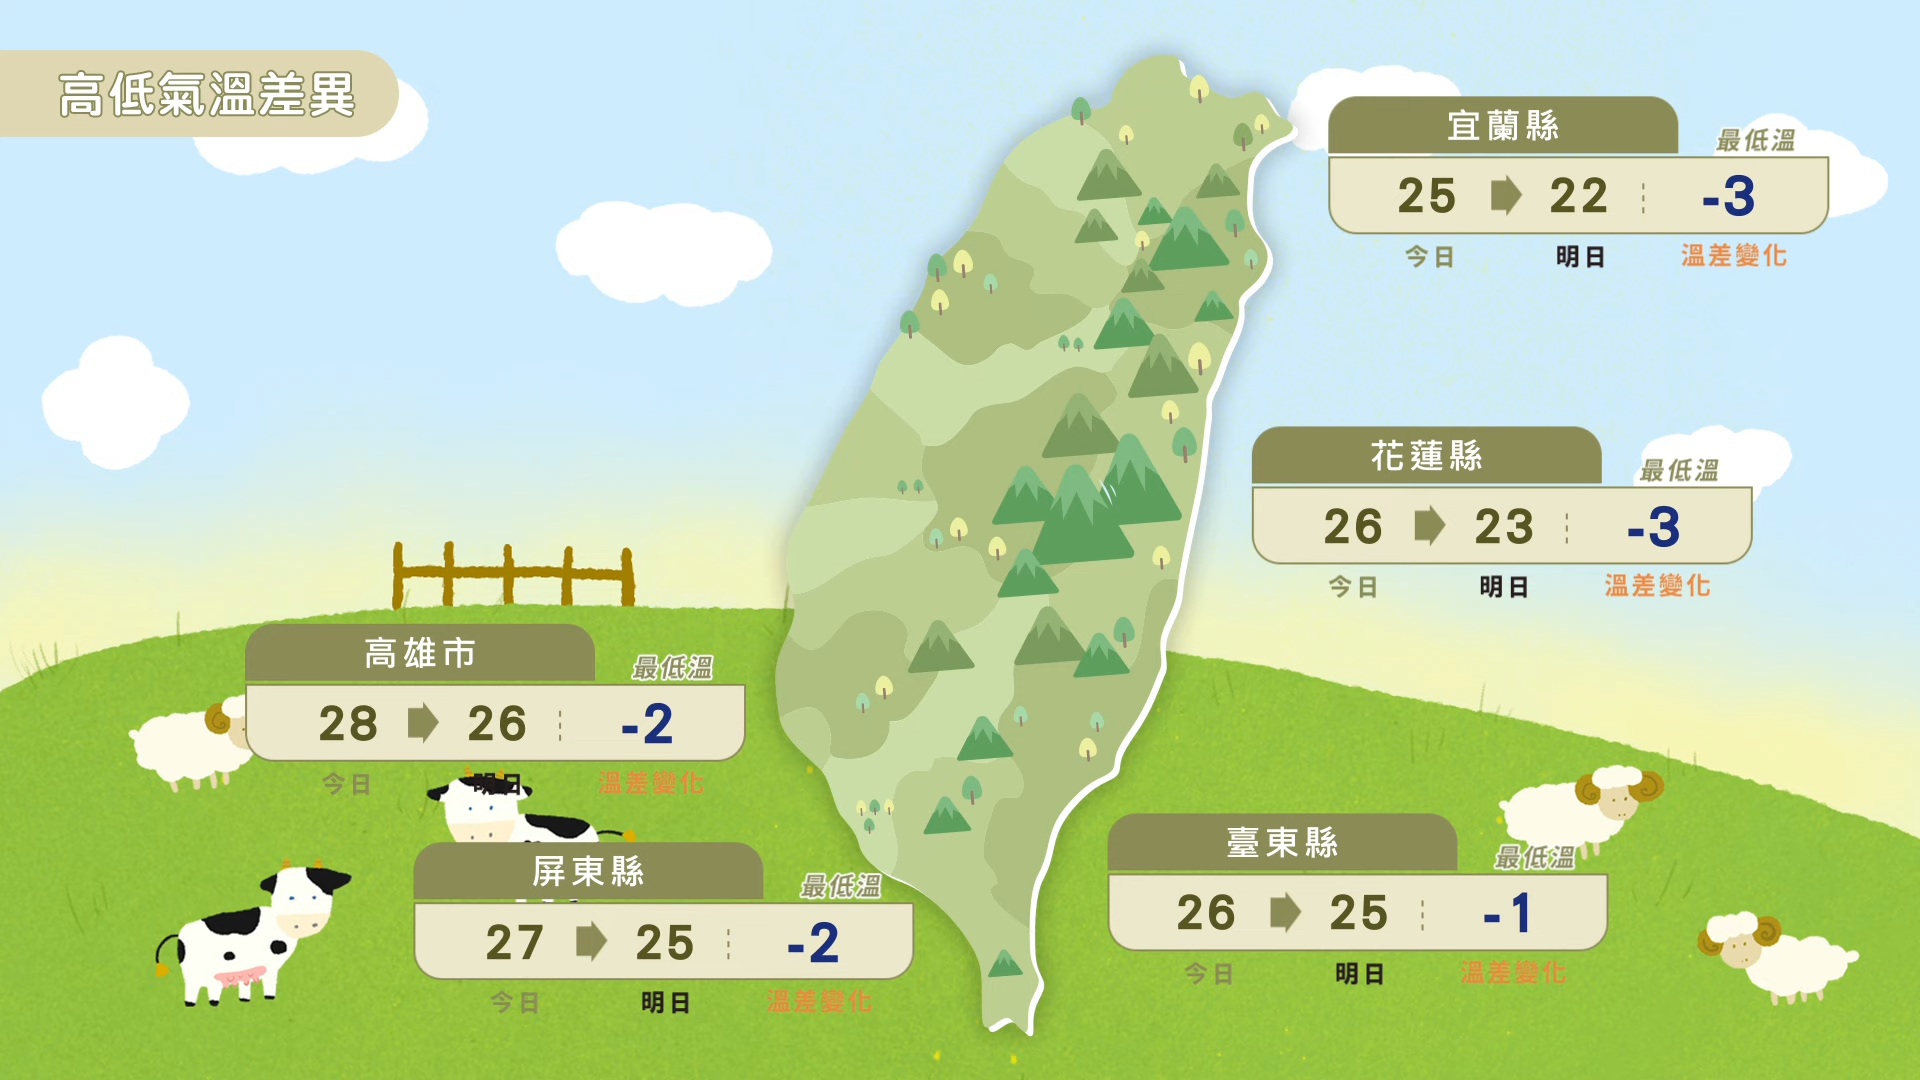 高低氣溫差異
宜蘭縣
最低溫
25 22 -3
今日 明日 溫差變化
花蓮縣
最低溫
26 23 -3
今日 明日 溫差變化
高雄市
最低溫
28 26 -2
今日 明日 溫差變化
屏東縣
最低溫
27 25 -2
今日 明日 溫差變化
臺東縣
最低溫
26 25 -1
今日 明日 溫差變化